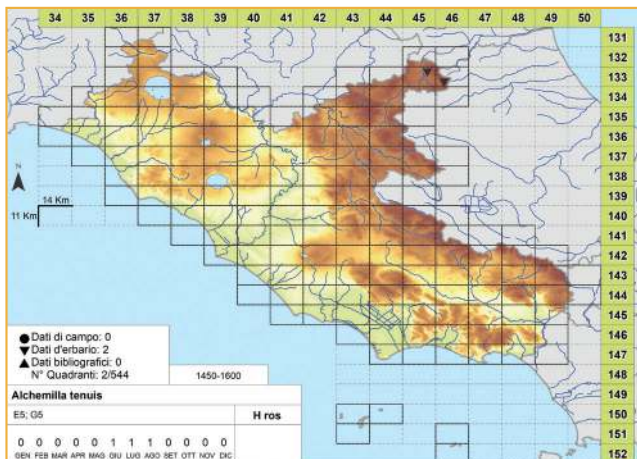 34 35 36 37 38 39 40 41 42 43 44 45 46 47 48 49 50
131
132
133
134
135
136
137
138
139
140
141
142
143
144
145
146
147
148
149
150
151
152
N
14 Km
11 Km
● Dati di campo: 0
▼ Dati d'erbario: 2
▲ Dati bibliografici: 0
N° Quadranti: 2/544
1450-1600
Alchemilla tenuis
E5; G5
H ros
0 0 0 0 0 1 1 1 0 0 0 0
GEN FEB MAR APR MAG GIU LUG AGO SET OTT NOV DIC